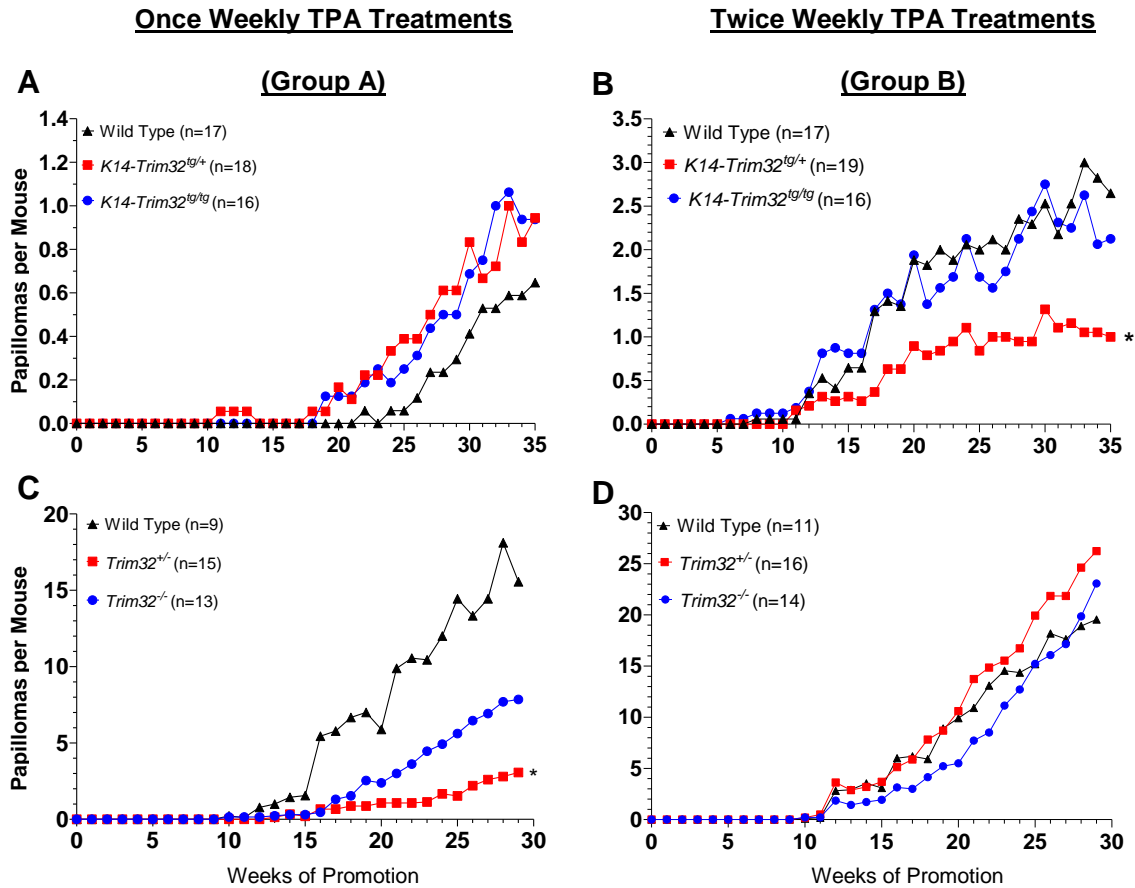 Once Weekly TPA Treatments
(Group A)
Twice Weekly TPA Treatments
(Group B)
A
Papillomas per Mouse
1.4
1.2
1.0
0.8
0.6
0.4
0.2
0.0
Wild Type (n=17)
K14-Trim32tg/+ (n=18)
K14-Trim32tg/tg (n=16)
0 5 10 15 20 25 30 35
B
3.5
3.0
2.5
2.0
1.5
1.0
0.5
0.0
Wild Type (n=17)
K14-Trim32tg/+ (n=19)
K14-Trim32tg/tg (n=16)
*
0 5 10 15 20 25 30 35
C
Papillomas per Mouse
20
15
10
5
0
Wild Type (n=9)
Trim32+/- (n=15)
Trim32-/- (n=13)
*
0 5 10 15 20 25 30
Weeks of Promotion
D
30
25
20
15
10
5
0
Wild Type (n=11)
Trim32+/- (n=16)
Trim32-/- (n=14)
0 5 10 15 20 25 30
Weeks of Promotion